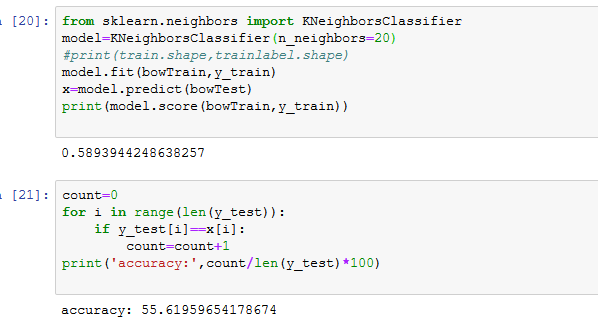 [20]: from sklearn.neighbors import KNeighborsClassifier
model=KNeighborsClassifier(n_neighbors=20)
#print(train.shape,trainlabel.shape)
model.fit(bowTrain,y_train)
x=model.predict(bowTest)
print(model.score(bowTrain,y_train))
0.5893944248638257
[21]: count=0
for i in range(len(y_test)):
    if y_test[i]==x[i]:
        count=count+1
print('accuracy:',count/len(y_test)*100)
accuracy: 55.61959654178674